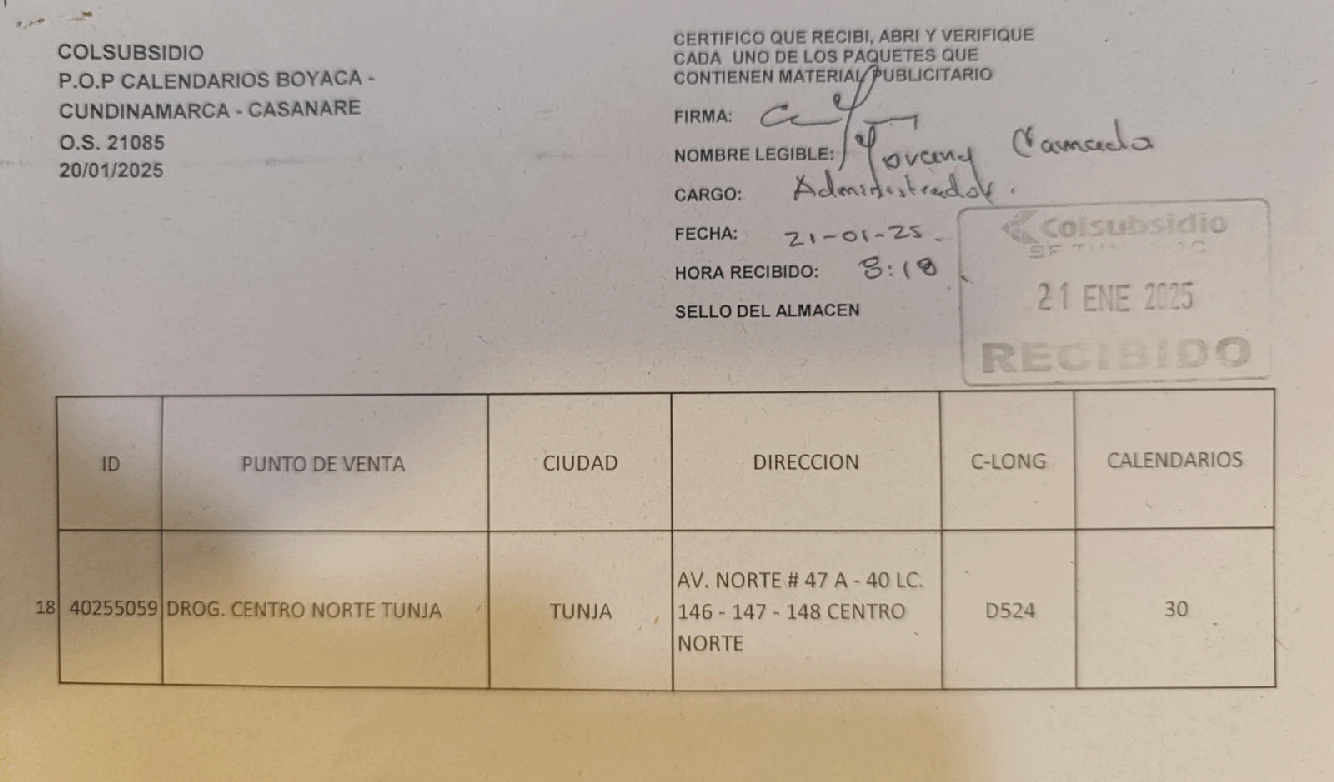 COLSUBSIDIO
P.O.P CALENDARIOS BOYACA -
CUNDINAMARCA - CASANARE
O.S. 21085
20/01/2025
CERTIFICO QUE RECIBI, ABRI Y VERIFIQUE
CADA UNO DE LOS PAQUETES QUE
CONTIENEN MATERIAL PUBLICITARIO
FIRMA:
NOMBRE LEGIBLE: Yovany Camacho
CARGO: Administrador.
FECHA: 21-01-25.
HORA RECIBIDO: 8:18
SELLO DEL ALMACEN
Colsubsidio
21 ENE 2025
RECIBIDO
ID PUNTO DE VENTA CIUDAD DIRECCION C-LONG CALENDARIOS
AV. NORTE # 47 A - 40 LC.
18 40255059 DROG. CENTRO NORTE TUNJA TUNJA 146 - 147 - 148 CENTRO D524 30
NORTE